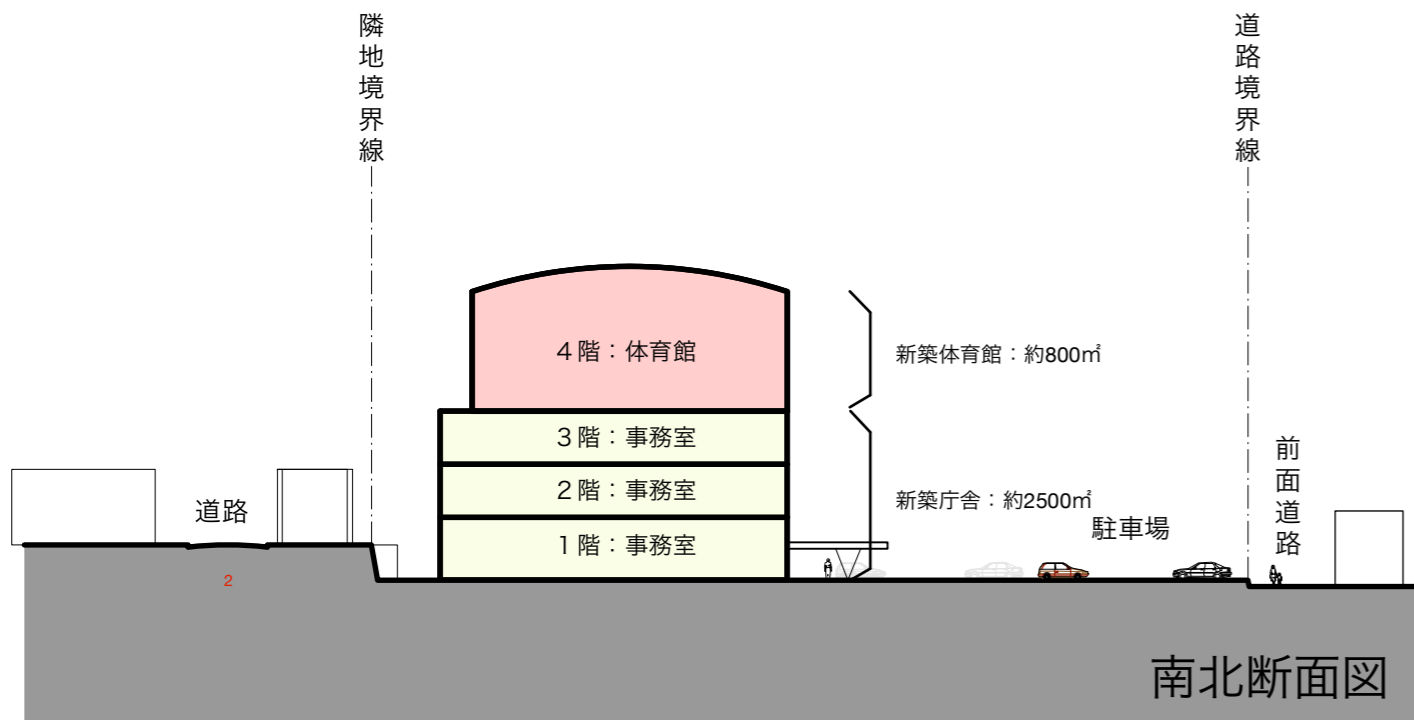 隣地境界線
道路境界線
４階：体育館
新築体育館：約800㎡
３階：事務室
２階：事務室
１階：事務室
新築庁舎：約2500㎡
道路
駐車場
前面道路
2
南北断面図